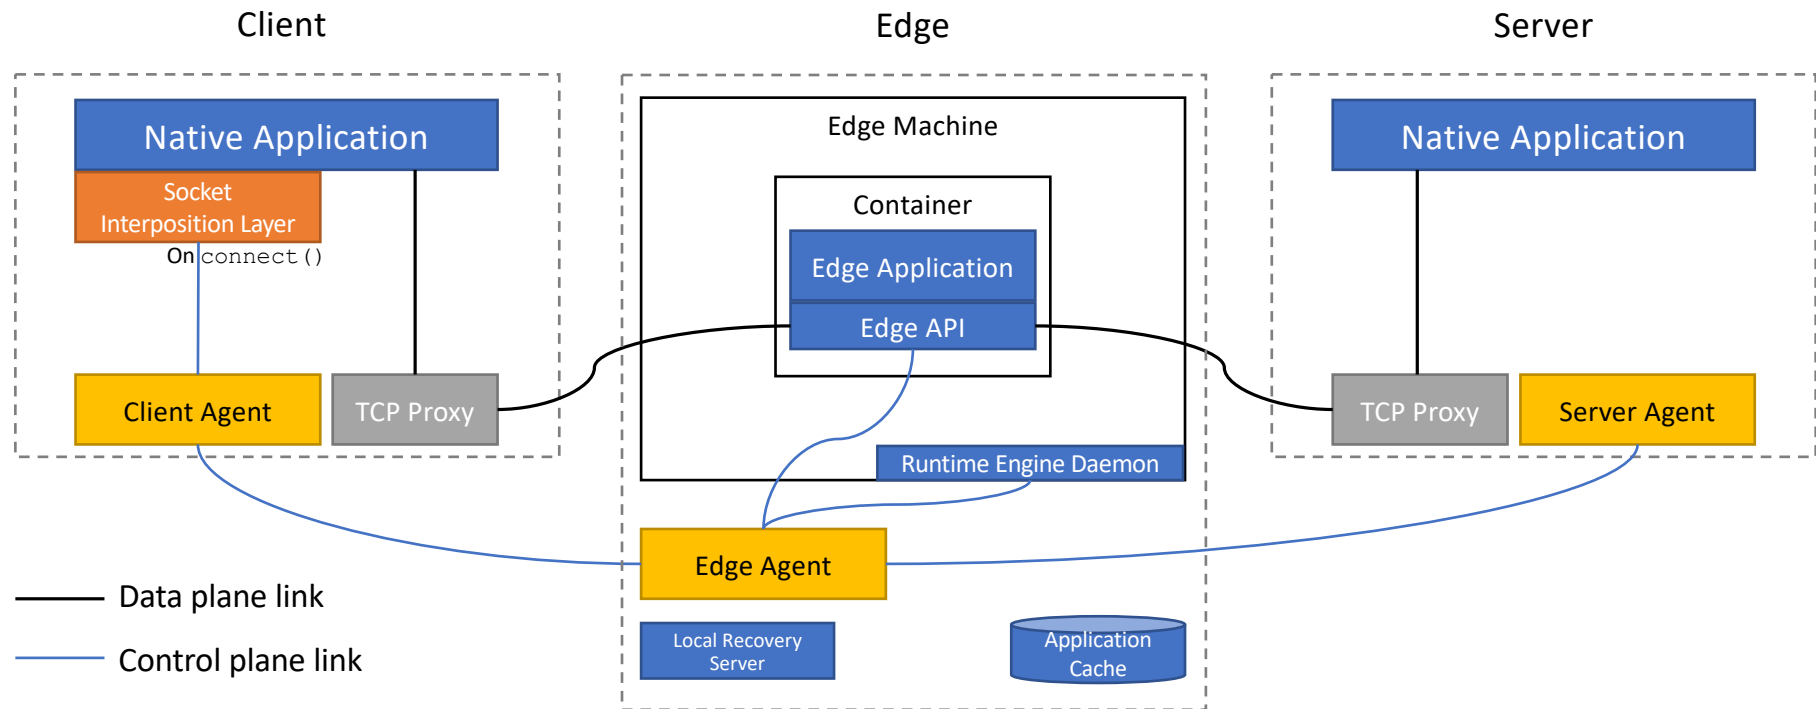 Client
Edge
Server
Native Application
Socket
Interposition Layer
On connect()
Client Agent
TCP Proxy
Edge Machine
Container
Edge Application
Edge API
Runtime Engine Daemon
Edge Agent
Local Recovery
Server
Application
Cache
Native Application
TCP Proxy
Server Agent
Data plane link
Control plane link